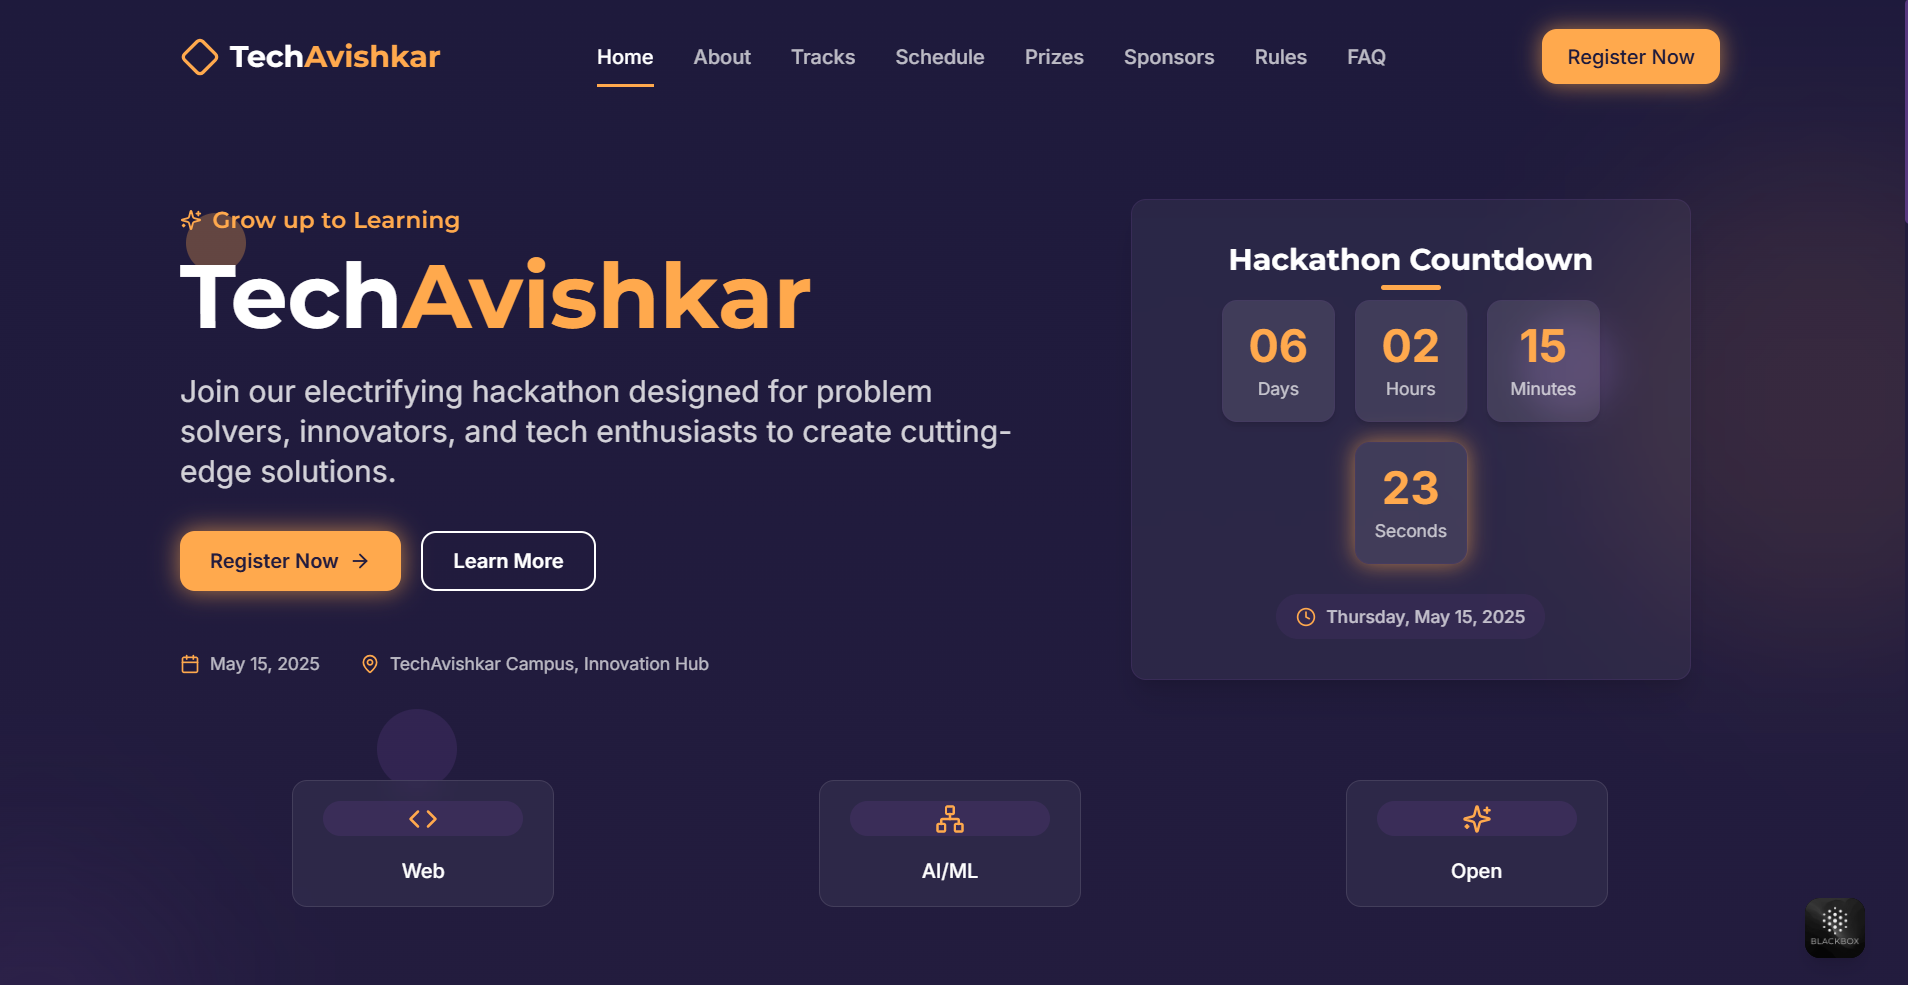 TechAvishkar
Home About Tracks Schedule Prizes Sponsors Rules FAQ
Register Now
Grow up to Learning
TechAvishkar
Join our electrifying hackathon designed for problem
solvers, innovators, and tech enthusiasts to create cutting-
edge solutions.
Register Now
Learn More
May 15, 2025
TechAvishkar Campus, Innovation Hub
Hackathon Countdown
06 02 15
Days Hours Minutes
23
Seconds
Thursday, May 15, 2025
Web
AI/ML
Open
BLACKBOX